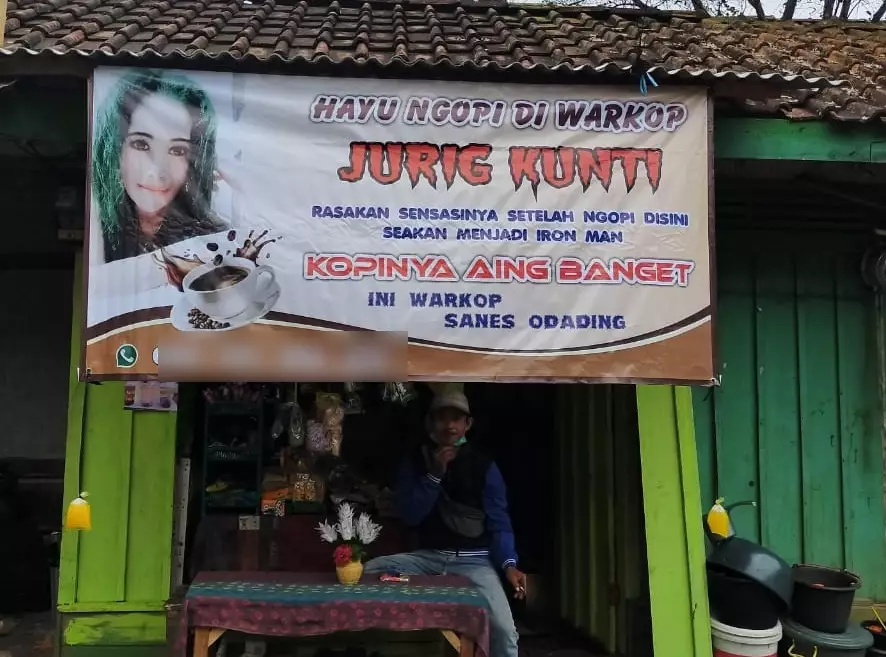 HAYU NGOPI DI WARKOP
JURIG KUNTI
RASAKAN SENSASINYA SETELAH NGOPI DISINI
SEAKAN MENJADI IRON MAN
KOPINYA AING BANGET
INI WARKOP
SANES ODADING